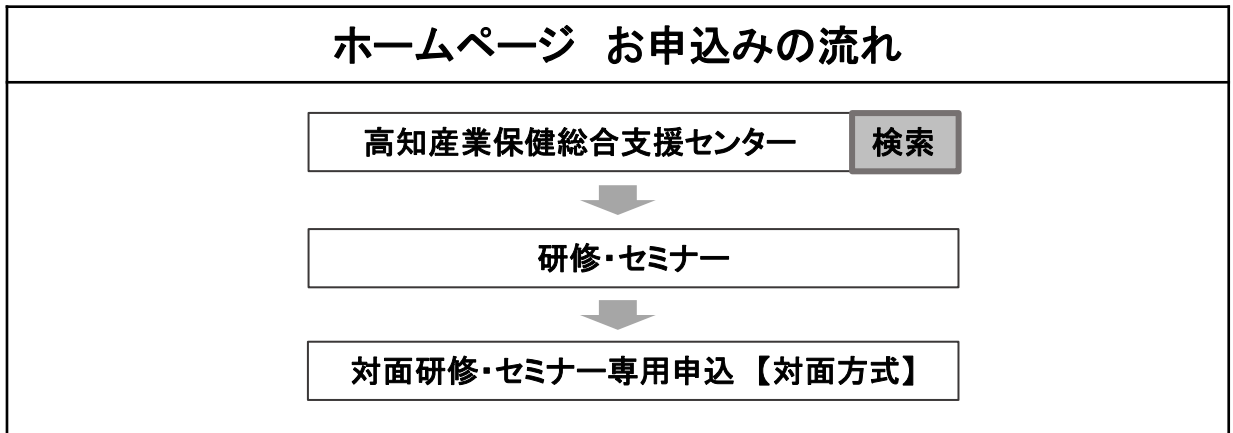 ホームページ　お申込みの流れ
高知産業保健総合支援センター　検索
研修・セミナー
対面研修・セミナー専用申込　【対面方式】